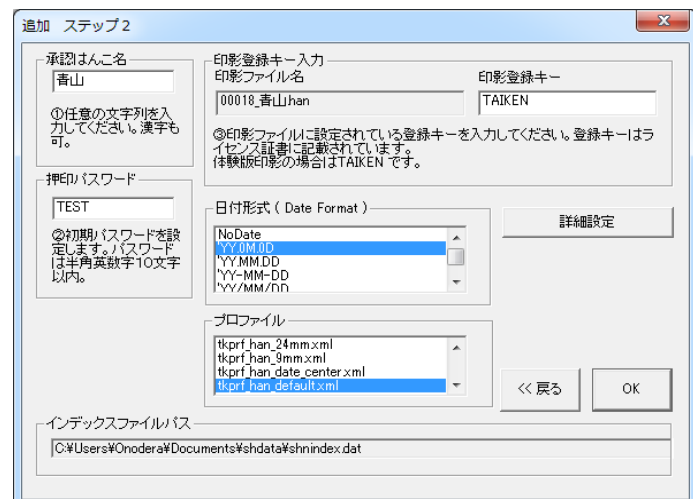 追加 ステップ2
承認はんこ名
青山
①任意の文字列を入
力してください。漢字も
可。
押印パスワード
TEST
②初期パスワードを設
定します。パスワード
は半角英数字10文字
以内。
印影登録キー入力
印影ファイル名
印影登録キー
00018_青山.han
TAIKEN
③印影ファイルに設定されている登録キーを入力してください。登録キーはラ
イセンス証書に記載されています。
体験版印影の場合はTAIKEN です。
日付形式 ( Date Format )
NoDate
'YY.0M.0D
'YY.MM.DD
'YY-MM-DD
'YY/MM/DD
詳細設定
プロファイル
tkprf_han_24mm.xml
tkprf_han_9mm.xml
tkprf_han_date_center.xml
tkprf_han_default.xml
<< 戻る
OK
インデックスファイルパス
C:¥Users¥Onodera¥Documents¥shdata¥shnindex.dat